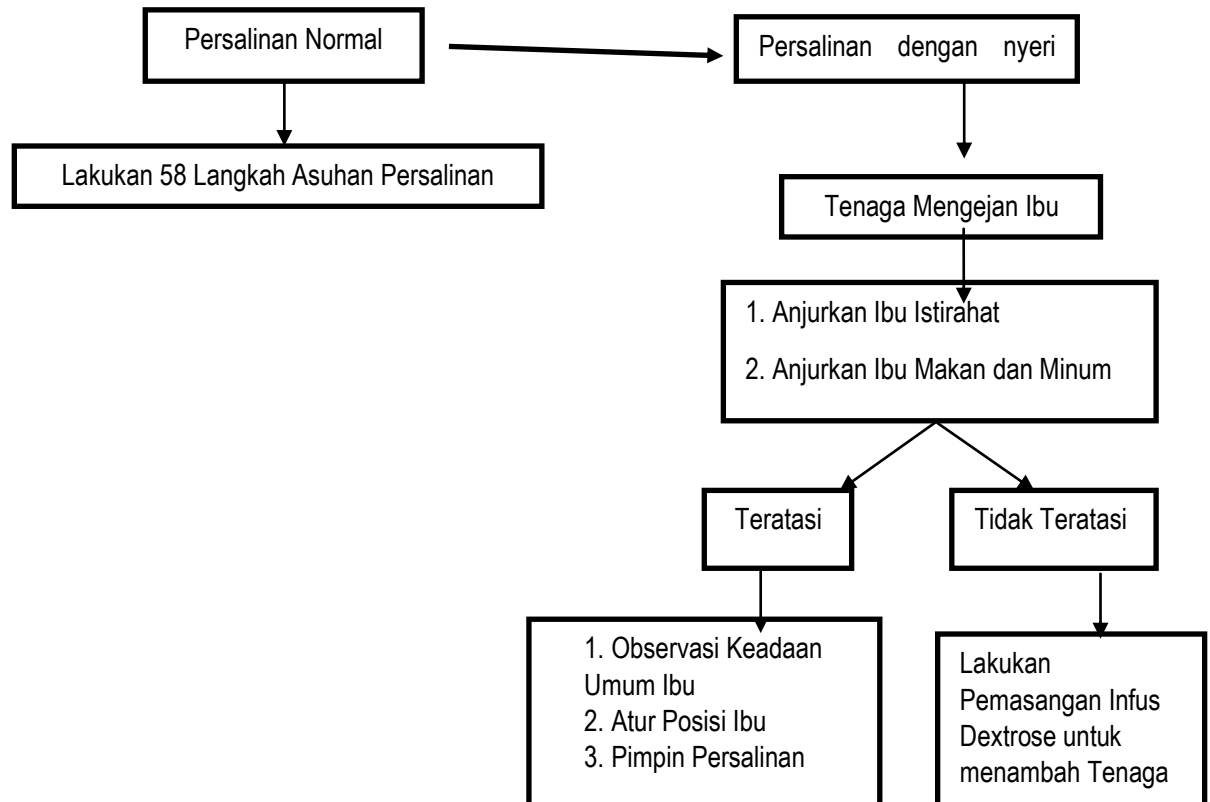 Persalinan Normal
Persalinan dengan nyeri
Lakukan 58 Langkah Asuhan Persalinan
Tenaga Mengejan Ibu
1. Anjurkan Ibu Istirahat
2. Anjurkan Ibu Makan dan Minum
Teratasi
Tidak Teratasi
1. Observasi Keadaan
Umum Ibu
2. Atur Posisi Ibu
3. Pimpin Persalinan
Lakukan
Pemasangan Infus
Dextrose untuk
menambah Tenaga